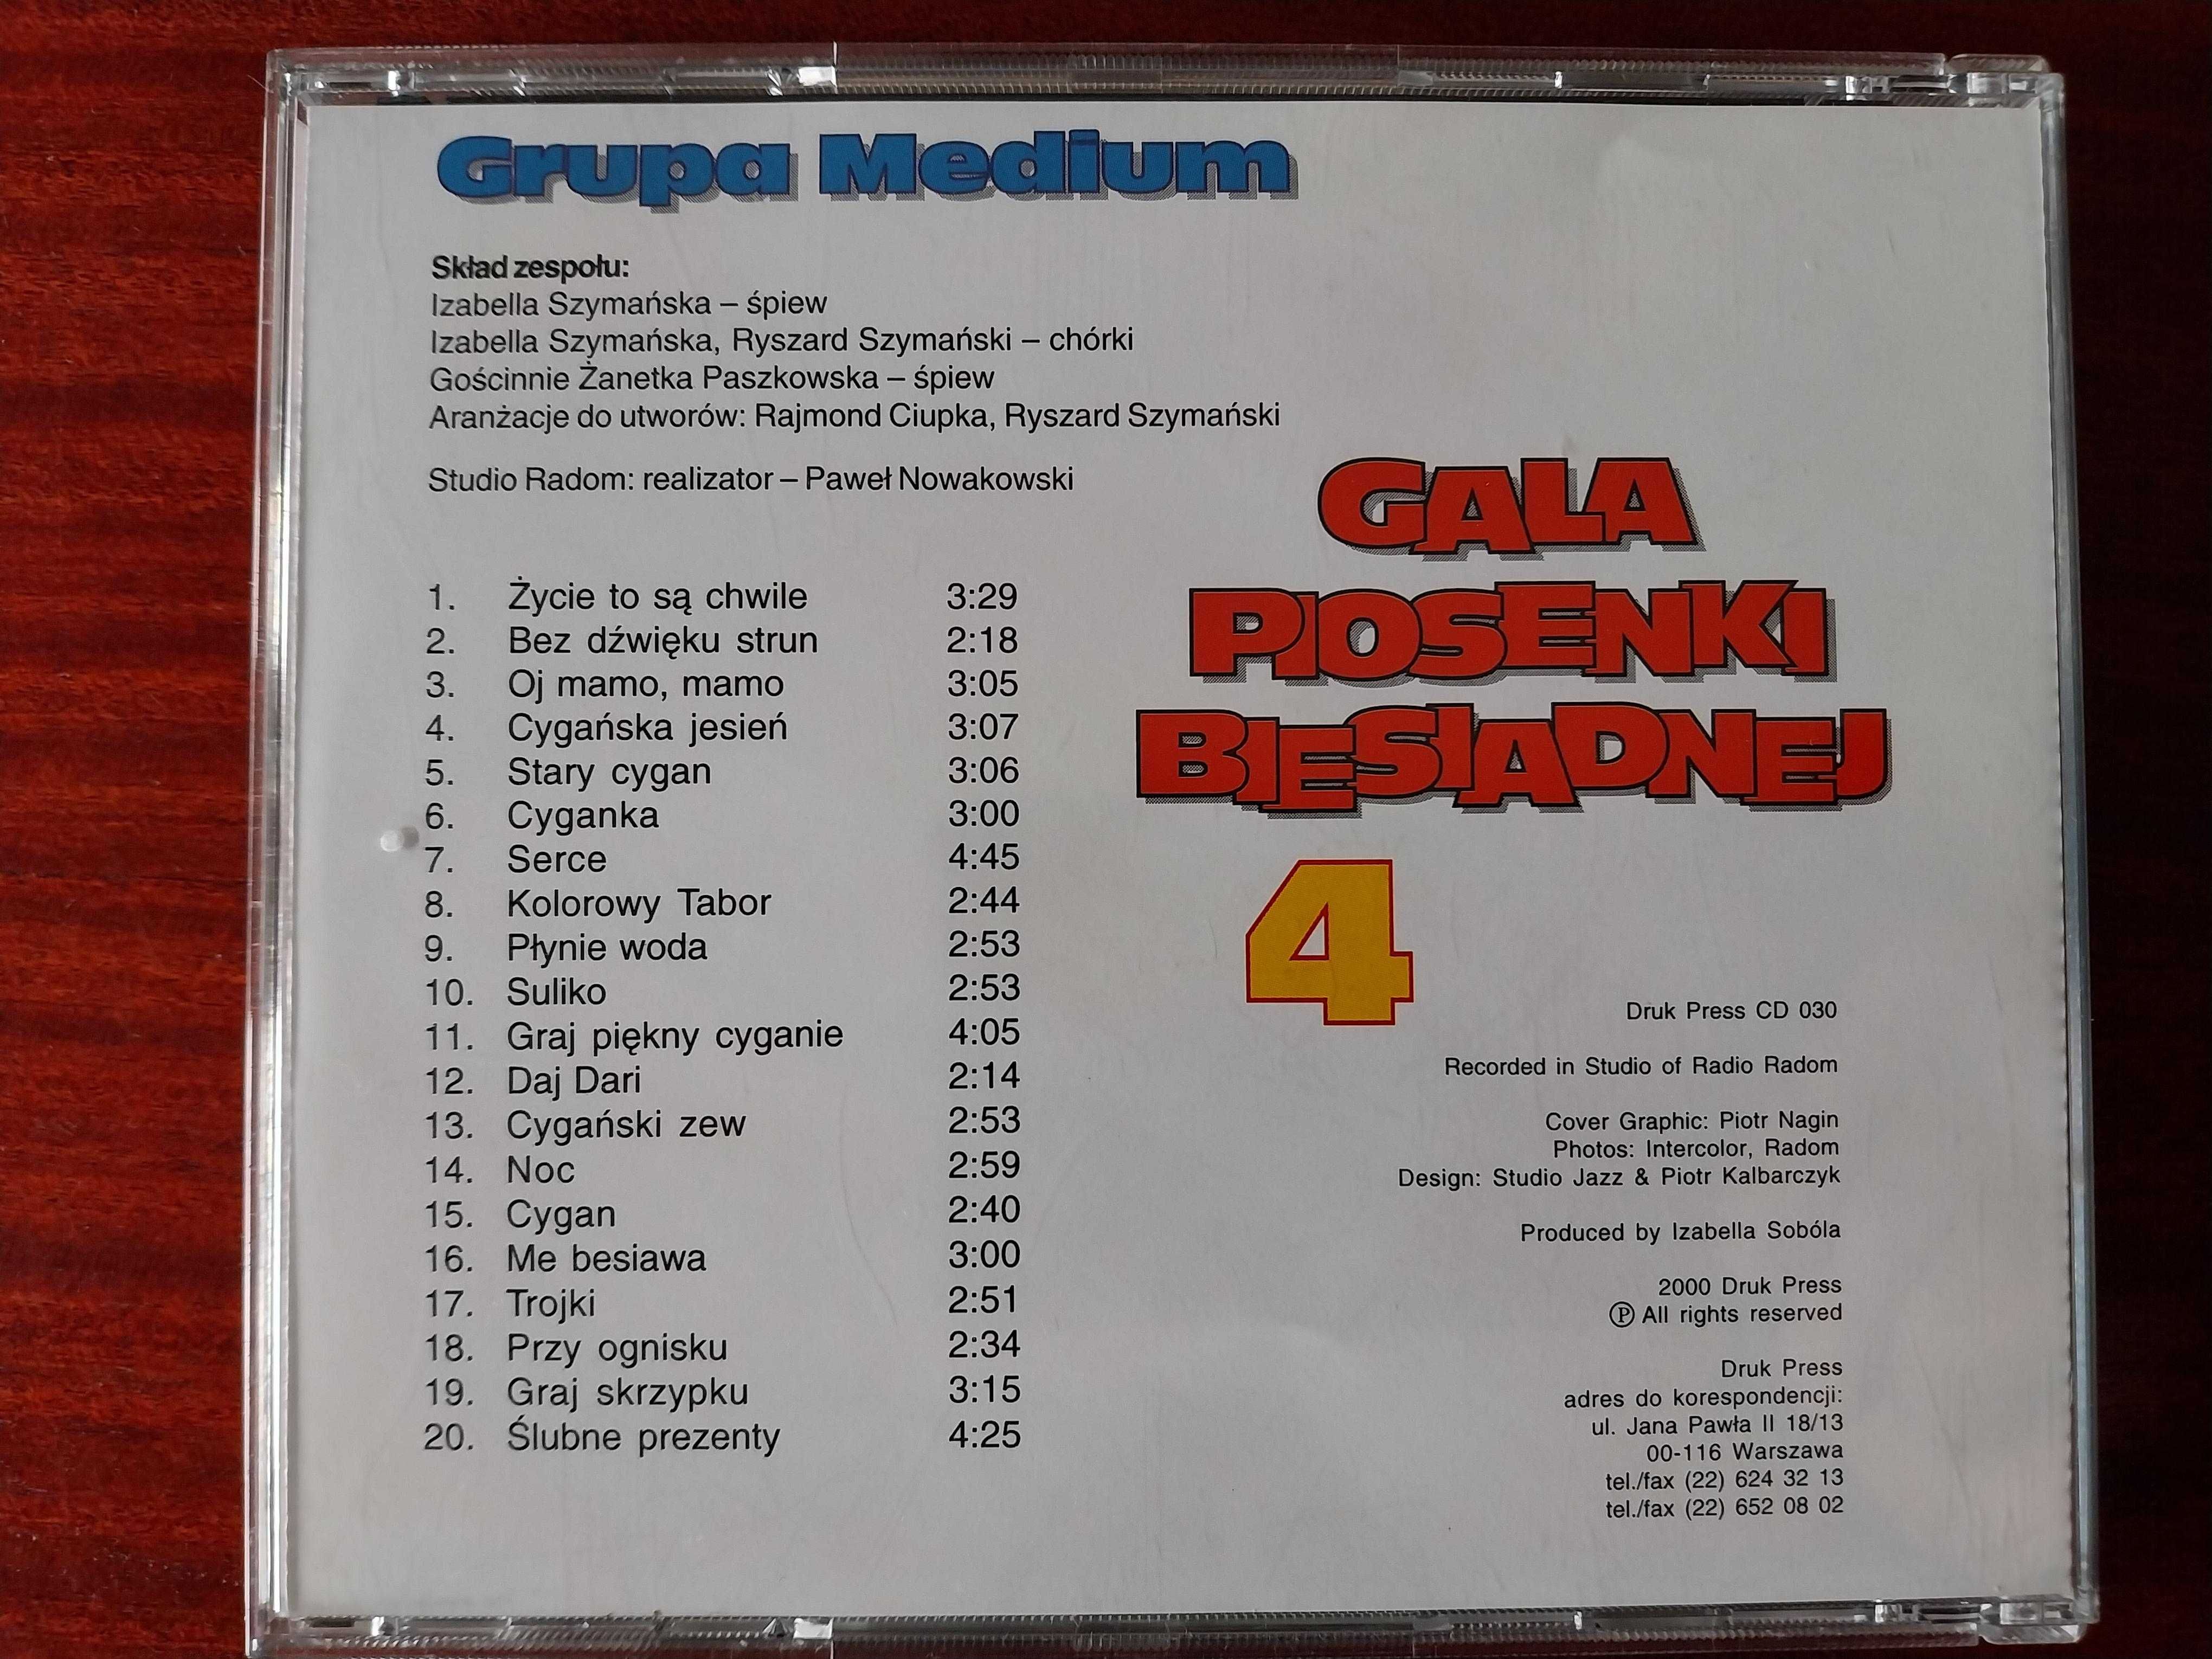 Grupa Medium
Skład zespołu:
Izabella Szymańska – śpiew
Izabella Szymańska, Ryszard Szymański – chórki
Gościnnie Żanetka Paszkowska – śpiew
Aranżacje do utworów: Rajmond Ciupka, Ryszard Szymański
Studio Radom: realizator – Paweł Nowakowski
1. Życie to są chwile 3:29
2. Bez dźwięku strun 2:18
3. Oj mamo, mamo 3:05
4. Cygańska jesień 3:07
5. Stary cygan 3:06
6. Cyganka 3:00
7. Serce 4:45
8. Kolorowy Tabor 2:44
9. Płynie woda 2:53
10. Suliko 2:53
11. Graj piękny cyganie 4:05
12. Daj Dari 2:14
13. Cygański zew 2:53
14. Noc 2:59
15. Cygan 2:40
16. Me besiawa 3:00
17. Trojki 2:51
18. Przy ognisku 2:34
19. Graj skrzypku 3:15
20. Ślubne prezenty 4:25
GALA
PIOSENKI
BIESIADNEJ
4
Druk Press CD 030
Recorded in Studio of Radio Radom
Cover Graphic: Piotr Nagin
Photos: Intercolor, Radom
Design: Studio Jazz & Piotr Kalbarczyk
Produced by Izabella Sobóla
2000 Druk Press
Ⓟ All rights reserved
Druk Press
adres do korespondencji:
ul. Jana Pawła II 18/13
00-116 Warszawa
tel./fax (22) 624 32 13
tel./fax (22) 652 08 02